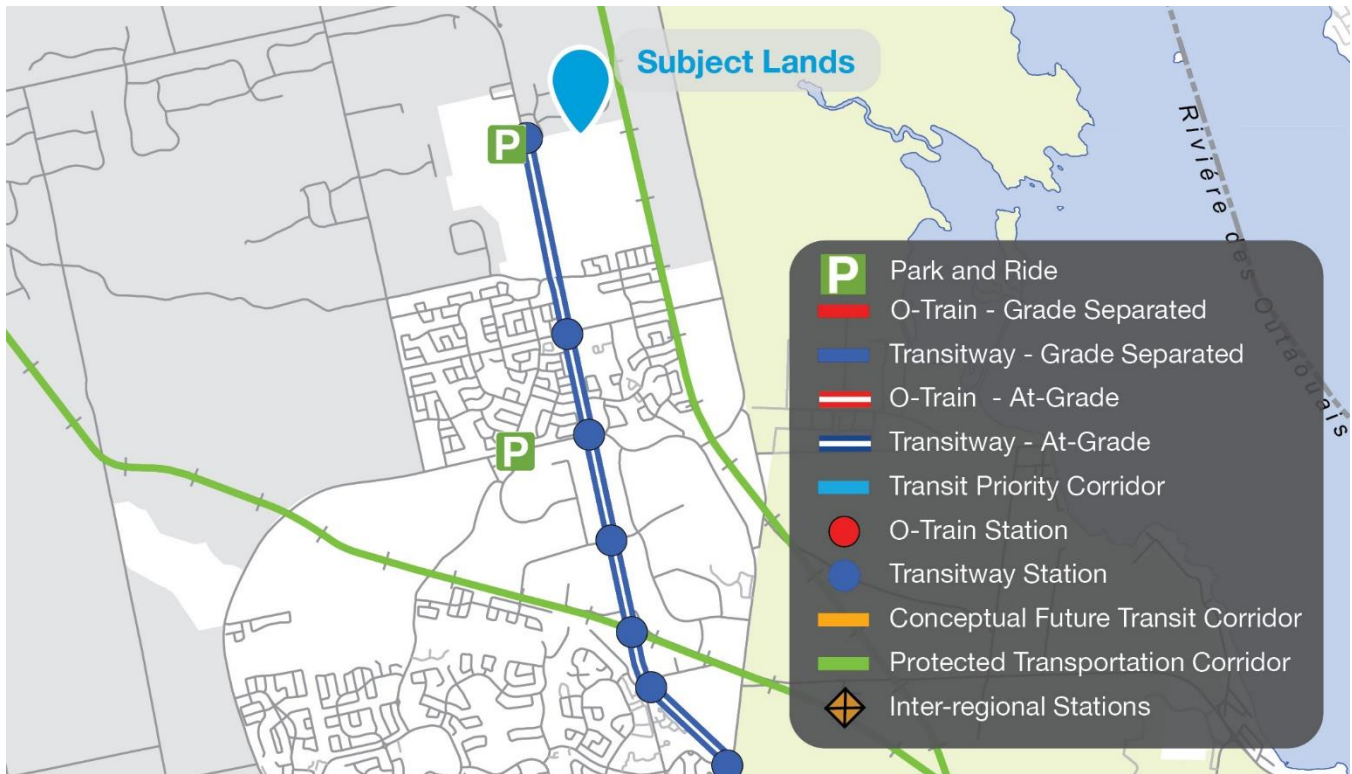 Subject Lands
P
P
Rivière des Outaouais
P Park and Ride
O-Train - Grade Separated
Transitway - Grade Separated
O-Train - At-Grade
Transitway - At-Grade
Transit Priority Corridor
O-Train Station
Transitway Station
Conceptual Future Transit Corridor
Protected Transportation Corridor
Inter-regional Stations